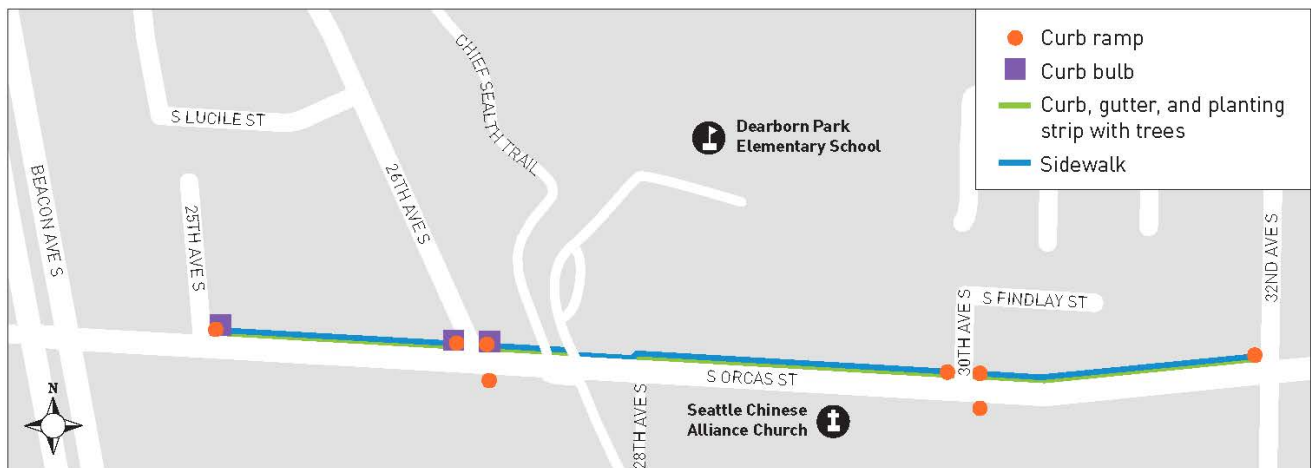 Curb ramp
Curb bulb
Curb, gutter, and planting
strip with trees
Sidewalk
CHIEF SEALTH TRAIL
S LUCILE ST
Dearborn Park
Elementary School
BEACON AVE S
26TH AVE S
25TH AVE S
32ND AVE S
S FINDLAY ST
30TH AVE S
S ORCAS ST
28TH AVE S
Seattle Chinese
Alliance Church
N